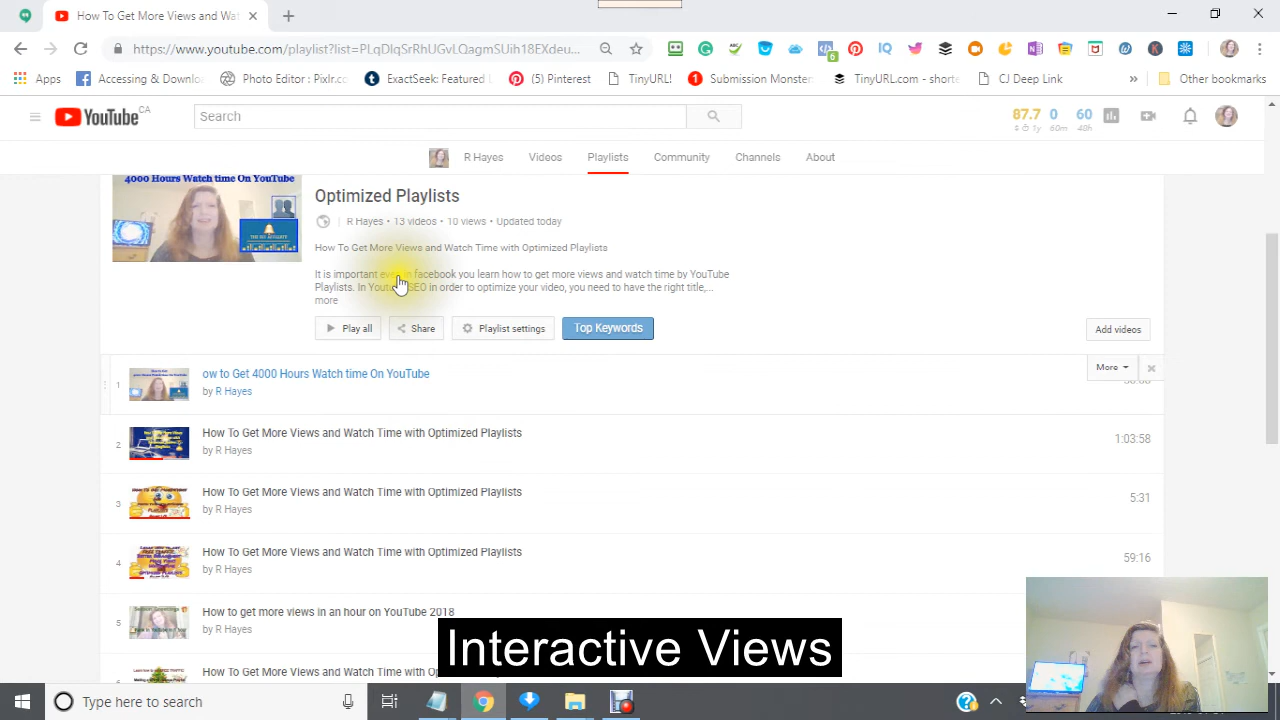 How To Get More Views and Wat
https://www.youtube.com/playlist?list=PLqDlqSrRhUGvLQagmSUih18EXdeu...
6
Apps
Accessing & Downlo
Photo Editor : Pixlr.c
ExactSeek: Featured
(5) Pinterest
TinyURL!
Submission Monster
TinyURL.com - shorte
CJ Deep Link
Other bookmarks
YouTube CA
Search
87.7 0 60
1y 60m 48h
R Hayes Videos Playlists Community Channels About
4000 Hours Watch time On YouTube
Optimized Playlists
R Hayes • 13 videos • 10 views • Updated today
How To Get More Views and Watch Time with Optimized Playlists
It is important even in facebook you learn how to get more views and watch time by YouTube
Playlists. In Youtube SEO in order to optimize your video, you need to have the right title,...
more
Play all Share Playlist settings Top Keywords Add videos
1 ow to Get 4000 Hours Watch time On YouTube More
by R Hayes
2 How To Get More Views and Watch Time with Optimized Playlists 1:03:58
by R Hayes
3 How To Get More Views and Watch Time with Optimized Playlists 5:31
by R Hayes
4 How To Get More Views and Watch Time with Optimized Playlists 59:16
by R Hayes
5 How to get more views in an hour on YouTube 2018
by R Hayes
How To Get More Views and Watch Time with Optimized Playlists
Interactive Views
Type here to search